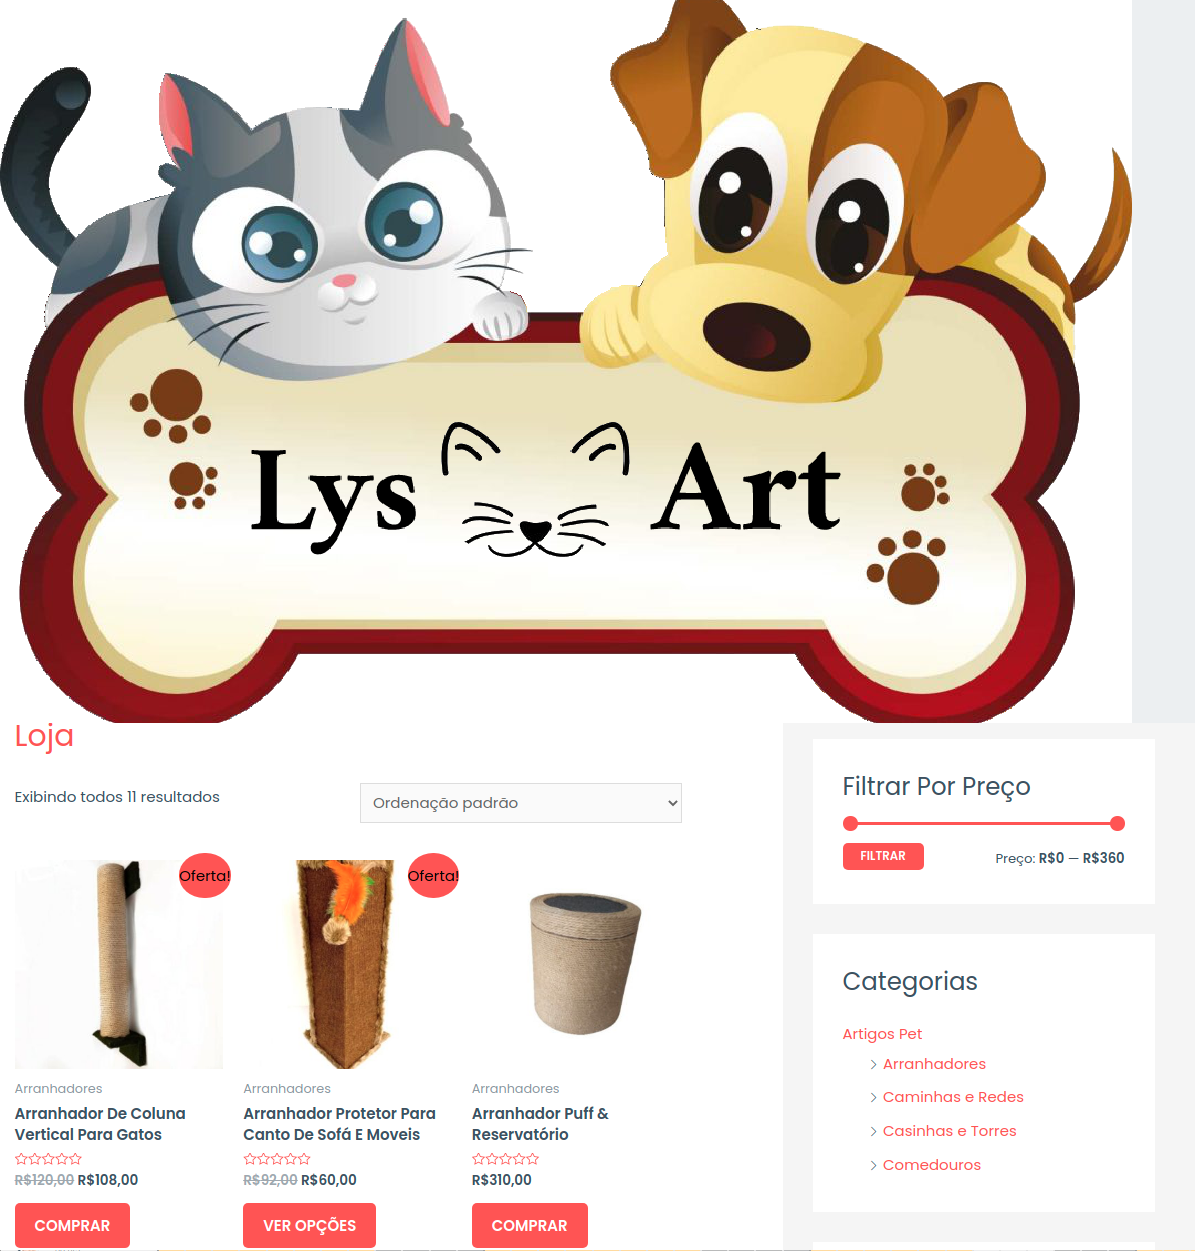 Lys Art
Loja
Exibindo todos 11 resultados
Ordenação padrão
Oferta!
Oferta!
Arranhadores
Arranhador De Coluna
Vertical Para Gatos
R$120,00 R$108,00
COMPRAR
Arranhadores
Arranhador Protetor Para
Canto De Sofá E Moveis
R$92,00 R$60,00
VER OPÇÕES
Arranhadores
Arranhador Puff &
Reservatório
R$310,00
COMPRAR
Filtrar Por Preço
FILTRAR
Preço: R$0 — R$360
Categorias
Artigos Pet
Arranhadores
Caminhas e Redes
Casinhas e Torres
Comedouros